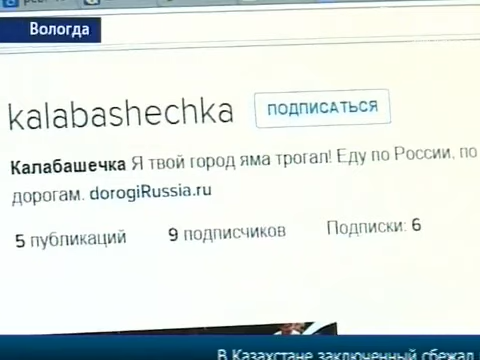 Вологда
kalabashechka ПОДПИСАТЬСЯ
Калабашечка Я твой город яма трогал! Еду по России, по
дорогам. dorogiRussia.ru
5 публикаций 9 подписчиков Подписки: 6
В Казахстане заключенный сбежал